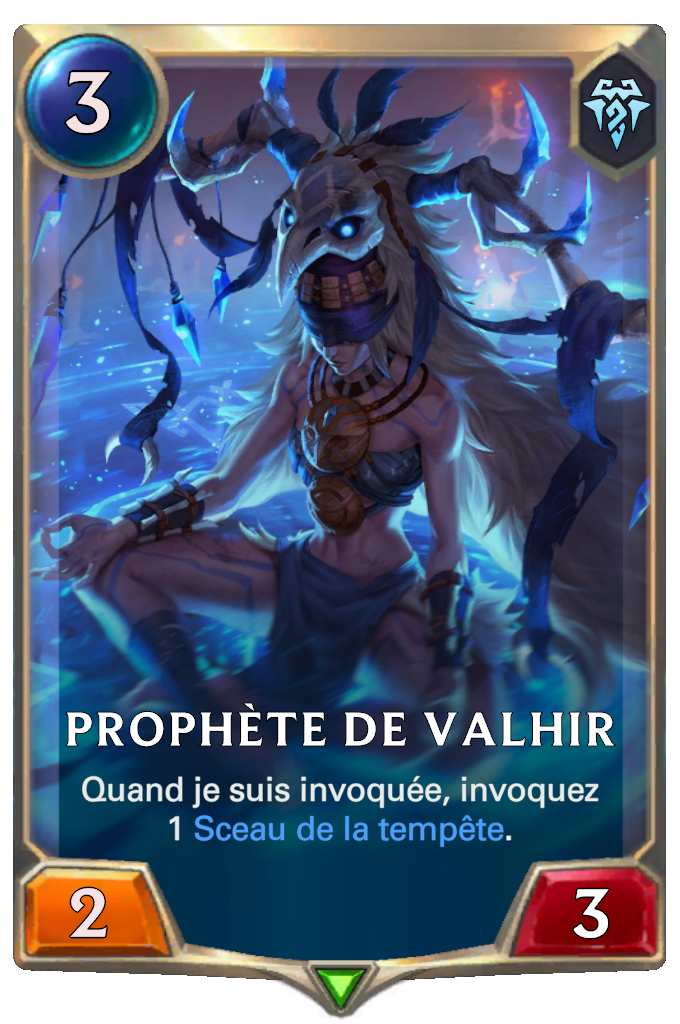 3
PROPHÈTE DE VALHIR
Quand je suis invoquée, invoquez
1 Sceau de la tempête.
2
3